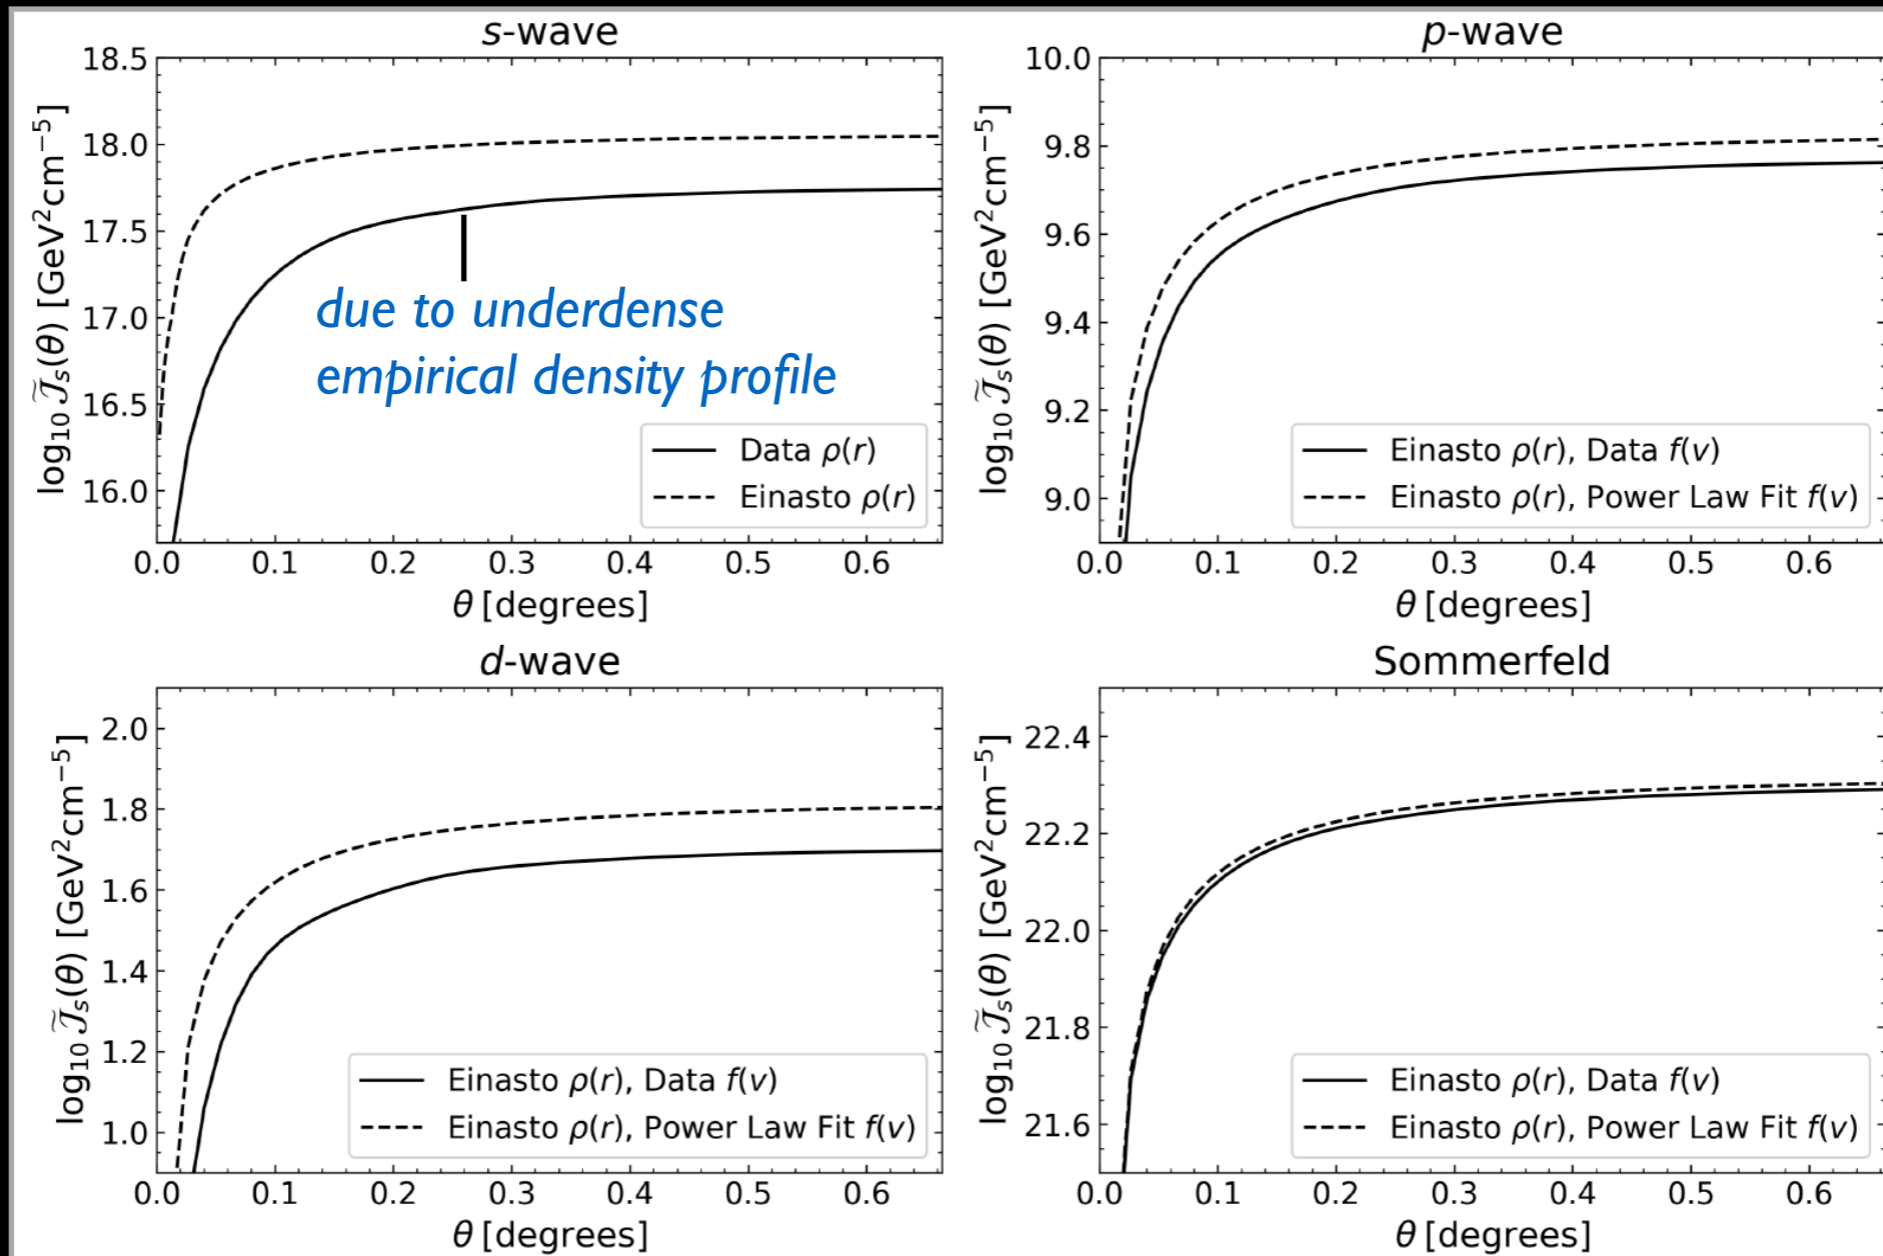 s-wave
log₁₀ 𝒥̃ₛ(θ) [GeV²cm⁻⁵]
18.5
18.0
17.5
17.0
16.5
16.0
due to underdense
empirical density profile
Data ρ(r)
Einasto ρ(r)
0.0 0.1 0.2 0.3 0.4 0.5 0.6
θ [degrees]
p-wave
log₁₀ 𝒥̃ₛ(θ) [GeV²cm⁻⁵]
10.0
9.8
9.6
9.4
9.2
9.0
Einasto ρ(r), Data f(v)
Einasto ρ(r), Power Law Fit f(v)
0.0 0.1 0.2 0.3 0.4 0.5 0.6
θ [degrees]
d-wave
log₁₀ 𝒥̃ₛ(θ) [GeV²cm⁻⁵]
2.0
1.8
1.6
1.4
1.2
1.0
Einasto ρ(r), Data f(v)
Einasto ρ(r), Power Law Fit f(v)
0.0 0.1 0.2 0.3 0.4 0.5 0.6
θ [degrees]
Sommerfeld
log₁₀ 𝒥̃ₛ(θ) [GeV²cm⁻⁵]
22.4
22.2
22.0
21.8
21.6
Einasto ρ(r), Data f(v)
Einasto ρ(r), Power Law Fit f(v)
0.0 0.1 0.2 0.3 0.4 0.5 0.6
θ [degrees]